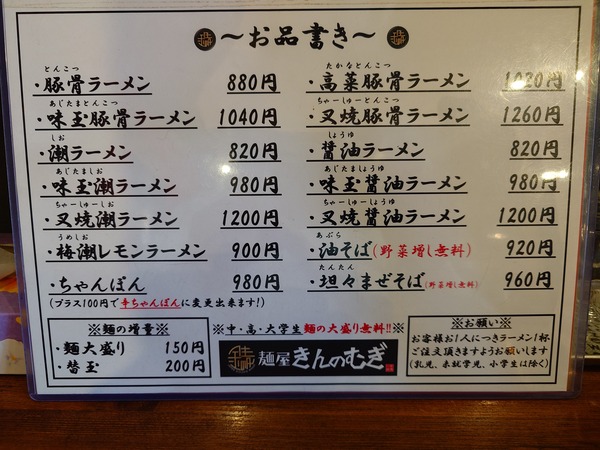 ～お品書き～
とんこつ
・豚骨ラーメン 880円
あじたまとんこつ
・味玉豚骨ラーメン 1040円
しお
・潮ラーメン 820円
あじたましお
・味玉潮ラーメン 980円
ちゃーしゅーしお
・叉焼潮ラーメン 1200円
うめしお
・梅潮レモンラーメン 900円
・ちゃんぽん 980円
(プラス100円で辛ちゃんぽんに変更出来ます!)
たかなとんこつ
・高菜豚骨ラーメン 1020円
ちゃーしゅーとんこつ
・叉焼豚骨ラーメン 1260円
しょうゆ
・醤油ラーメン 820円
あじたましょうゆ
・味玉醤油ラーメン 980円
ちゃーしゅーしょうゆ
・叉焼醤油ラーメン 1200円
あぶら
・油そば(野菜増し無料) 920円
たんたん
・坦々まぜそば(野菜増し無料) 960円
※麺の増量※
・麺大盛り 150円
・替玉 200円
※中・高・大学生麺の大盛り無料!!※
麺屋 きんのむぎ
※お願い※
お客様お1人につきラーメン1杯
ご注文頂きますようお願いします
(乳児、未就学児、小学生は除く)